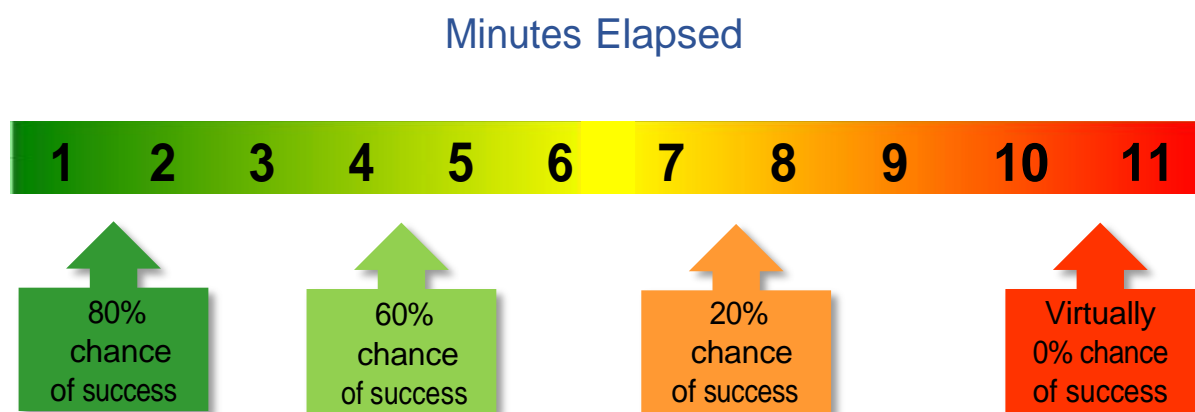 Minutes Elapsed
1 2 3 4 5 6 7 8 9 10 11
80%
chance
of success
60%
chance
of success
20%
chance
of success
Virtually
0% chance
of success